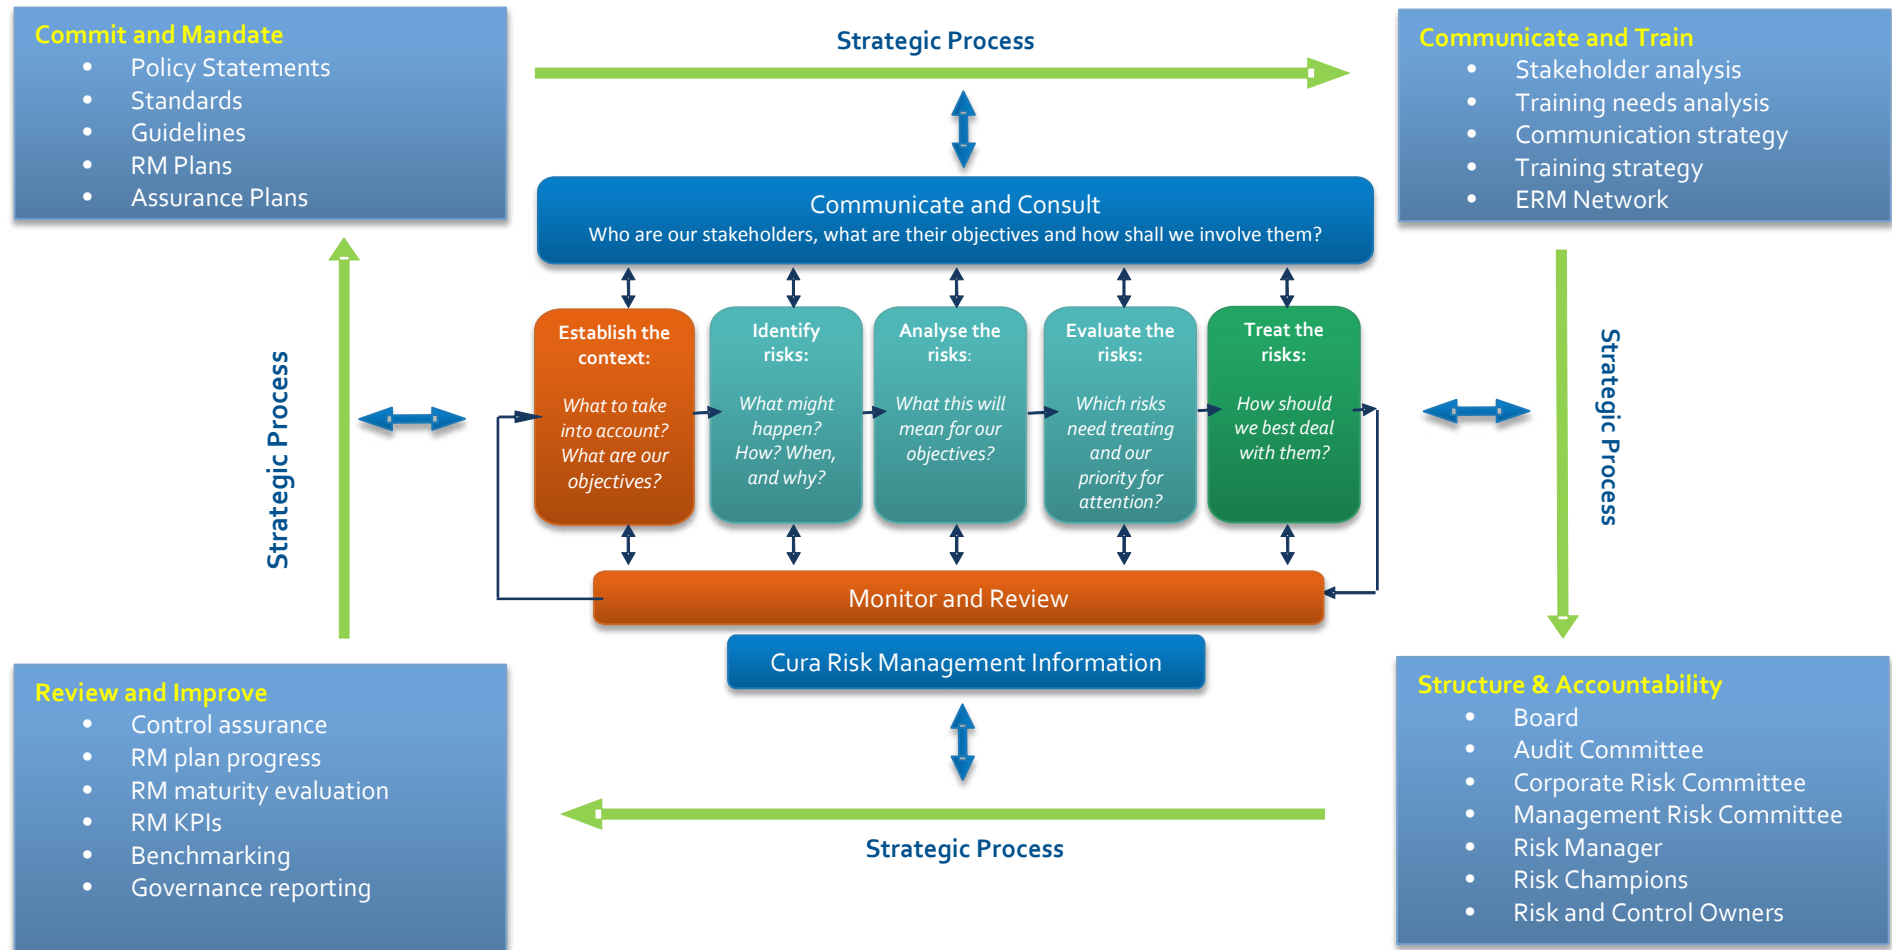 Commit and Mandate
• Policy Statements
• Standards
• Guidelines
• RM Plans
• Assurance Plans
Strategic Process
Communicate and Train
• Stakeholder analysis
• Training needs analysis
• Communication strategy
• Training strategy
• ERM Network
Communicate and Consult
Who are our stakeholders, what are their objectives and how shall we involve them?
Strategic Process
Establish the
context:
What to take
into account?
What are our
objectives?
Identify
risks:
What might
happen?
How? When,
and why?
Analyse the
risks:
What this will
mean for our
objectives?
Evaluate the
risks:
Which risks
need treating
and our
priority for
attention?
Treat the
risks:
How should
we best deal
with them?
Strategic Process
Monitor and Review
Cura Risk Management Information
Review and Improve
• Control assurance
• RM plan progress
• RM maturity evaluation
• RM KPIs
• Benchmarking
• Governance reporting
Strategic Process
Structure & Accountability
• Board
• Audit Committee
• Corporate Risk Committee
• Management Risk Committee
• Risk Manager
• Risk Champions
• Risk and Control Owners